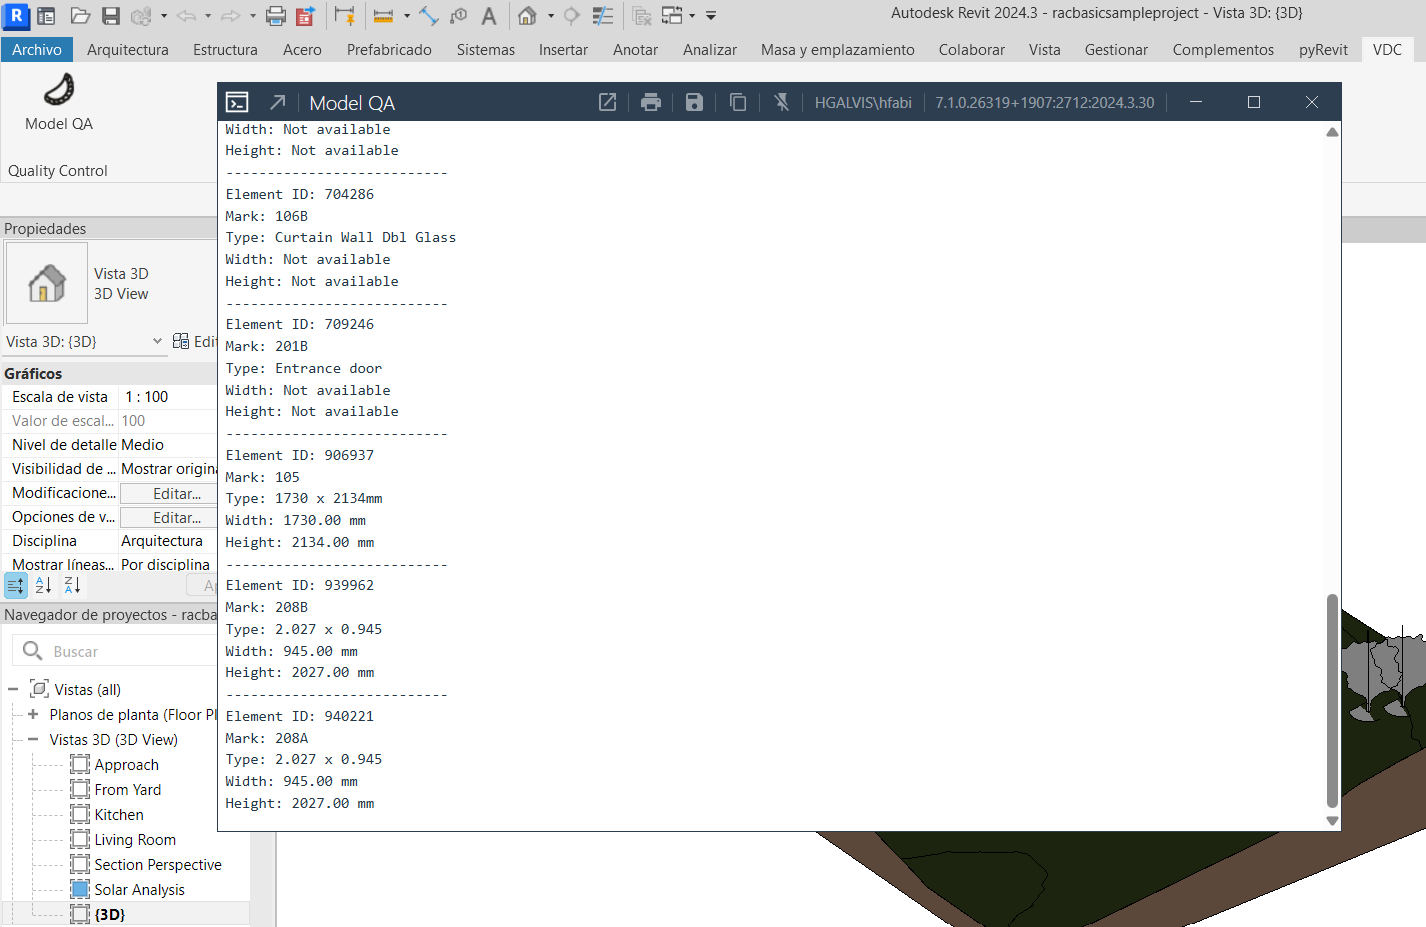 R
Autodesk Revit 2024.3 - racbasicsampleproject - Vista 3D: {3D}
Archivo Arquitectura Estructura Acero Prefabricado Sistemas Insertar Anotar Analizar Masa y emplazamiento Colaborar Vista Gestionar Complementos pyRevit VDC
Model QA
Quality Control
Model QA HGALVIS\hfabi 7.1.0.26319+1907:2712:2024.3.30
Width: Not available
Height: Not available
---------------------------
Element ID: 704286
Mark: 106B
Type: Curtain Wall Dbl Glass
Width: Not available
Height: Not available
---------------------------
Element ID: 709246
Mark: 201B
Type: Entrance door
Width: Not available
Height: Not available
---------------------------
Element ID: 906937
Mark: 105
Type: 1730 x 2134mm
Width: 1730.00 mm
Height: 2134.00 mm
---------------------------
Element ID: 939962
Mark: 208B
Type: 2.027 x 0.945
Width: 945.00 mm
Height: 2027.00 mm
---------------------------
Element ID: 940221
Mark: 208A
Type: 2.027 x 0.945
Width: 945.00 mm
Height: 2027.00 mm
Propiedades
Vista 3D
3D View
Vista 3D: {3D} Edit
Gráficos
Escala de vista 1 : 100
Valor de escal... 100
Nivel de detalle Medio
Visibilidad de ... Mostrar origina
Modificacione... Editar...
Opciones de v... Editar...
Disciplina Arquitectura
Mostrar líneas... Por disciplina
Ap
Navegador de proyectos - racba
Buscar
Vistas (all)
Planos de planta (Floor Pl
Vistas 3D (3D View)
Approach
From Yard
Kitchen
Living Room
Section Perspective
Solar Analysis
{3D}